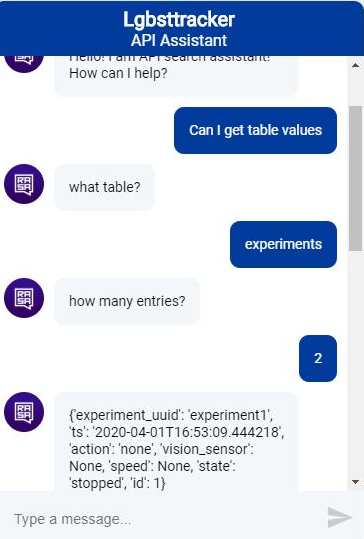 Lgbsttracker
API Assistant
Hello! I am API search assistant!
How can I help?
Can I get table values
RA
SA
what table?
experiments
RA
SA
how many entries?
2
RA
SA
{'experiment_uuid': 'experiment1',
'ts': '2020-04-01T16:53:09.444218',
'action': 'none', 'vision_sensor':
None, 'speed': None, 'state':
'stopped', 'id': 1}
Type a message...